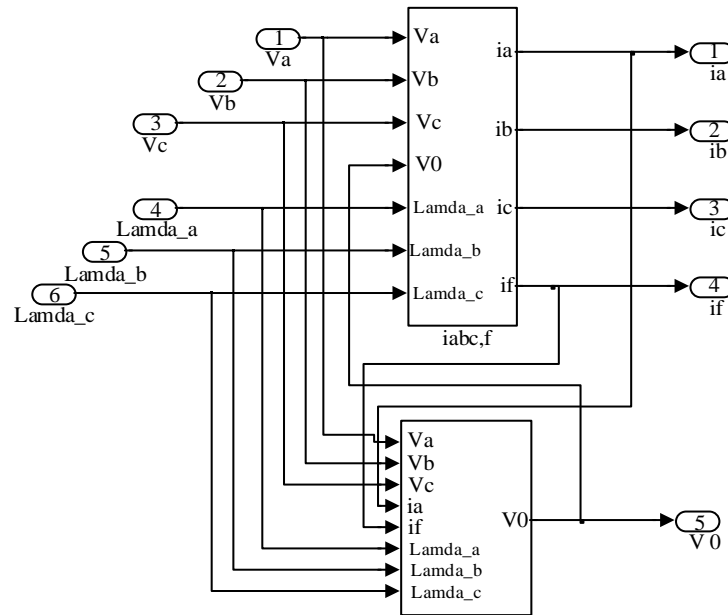 1
Va
2
Vb
3
Vc
4
Lamda_a
5
Lamda_b
6
Lamda_c
Va
Vb
Vc
V0
Lamda_a
Lamda_b
Lamda_c
ia
ib
ic
if
iabc,f
1
ia
2
ib
3
ic
4
if
Va
Vb
Vc
ia
if
Lamda_a
Lamda_b
Lamda_c
V0
5
V 0